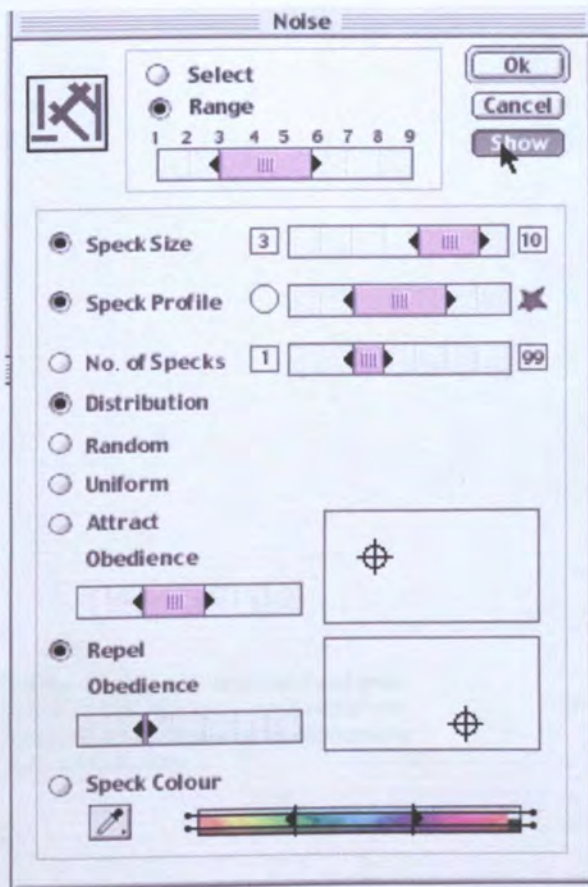 Noise
Select
Range
1 2 3 4 5 6 7 8 9
Ok
Cancel
Show
Speck Size 3 10
Speck Profile
No. of Specks 1 99
Distribution
Random
Uniform
Attract
Obedience
Repel
Obedience
Speck Colour